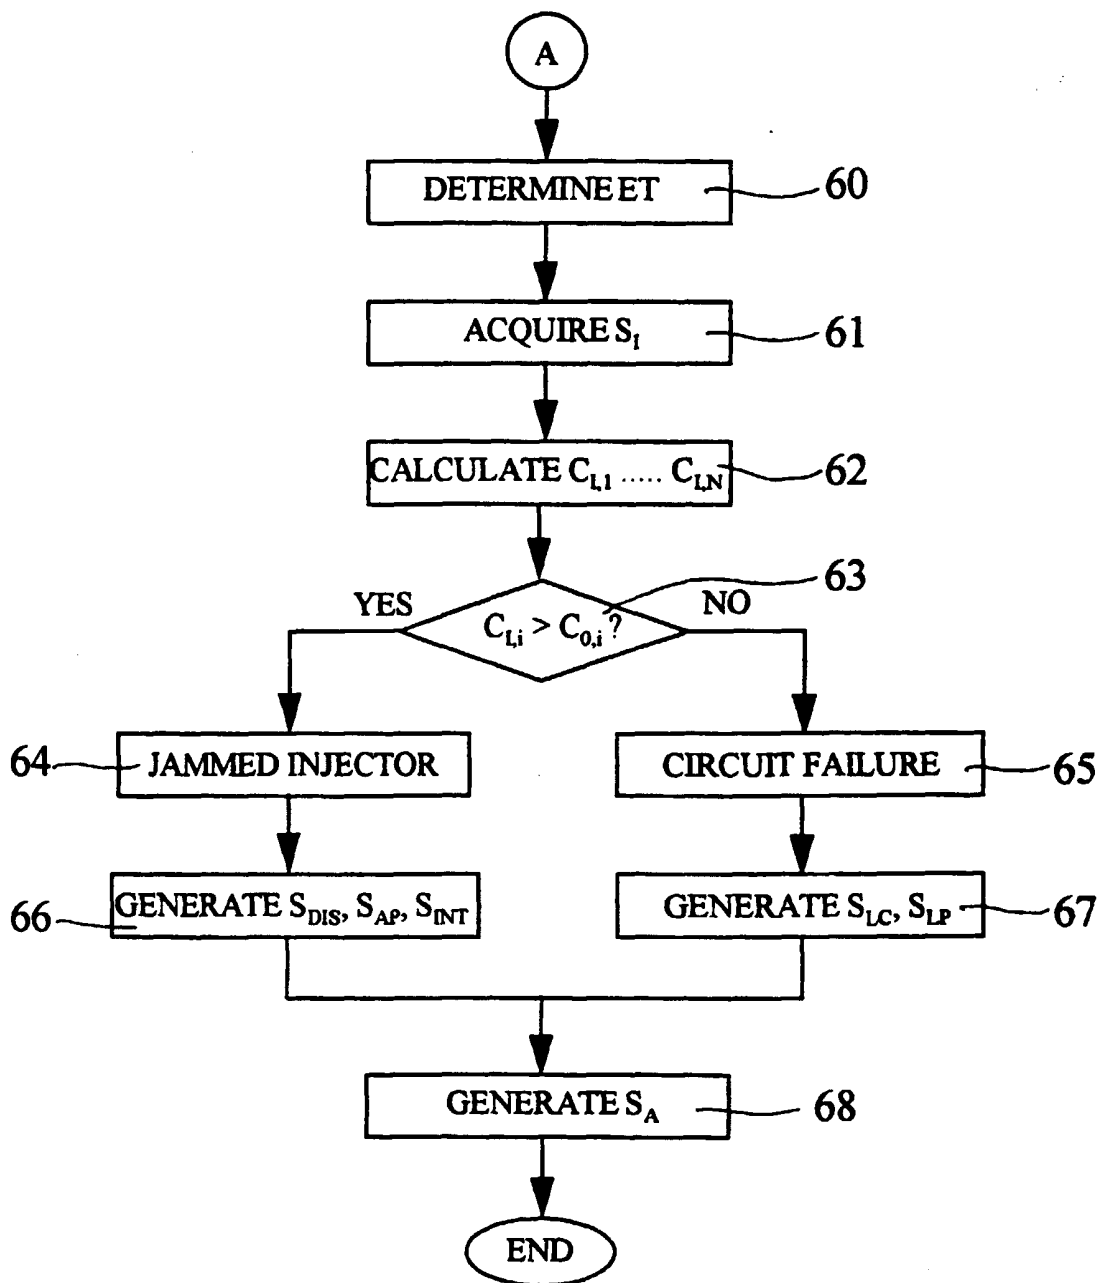 A
DETERMINE ET
60
ACQUIRE S_I
61
CALCULATE C_I,1 ..... C_I,N
62
63
YES
NO
C_I,i > C_0,i ?
64
JAMMED INJECTOR
CIRCUIT FAILURE
65
66
GENERATE S_DIS, S_AP, S_INT
GENERATE S_LC, S_LP
67
GENERATE S_A
68
END